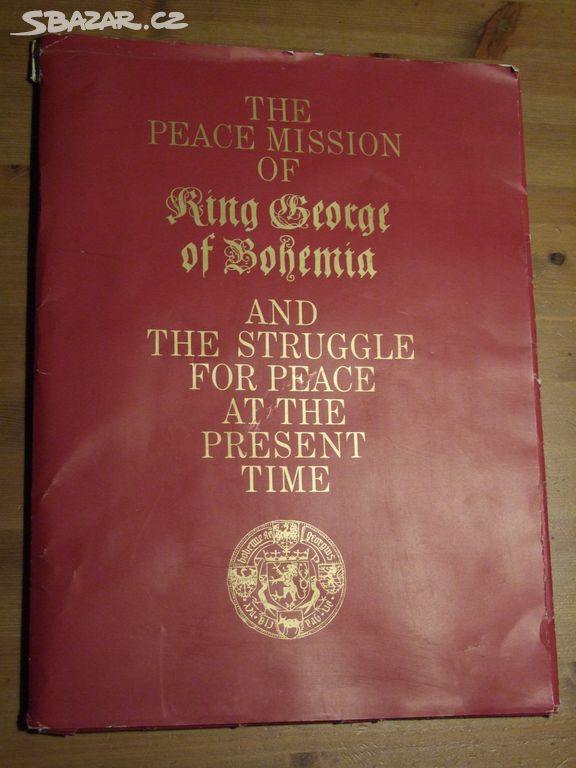 SBAZAR.CZ
THE
PEACE MISSION
OF
King George
of Bohemia
AND
THE STRUGGLE
FOR PEACE
AT THE
PRESENT
TIME
georgius